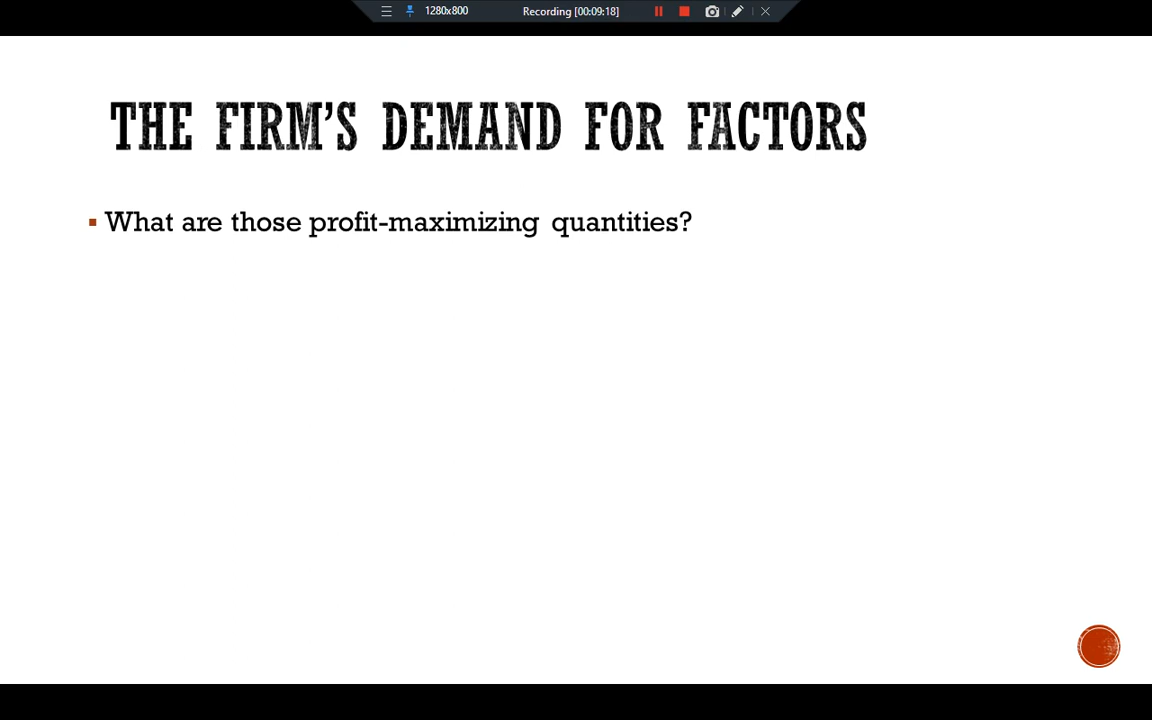 1280x800 Recording [00:09:18]
THE FIRM'S DEMAND FOR FACTORS
▪ What are those profit-maximizing quantities?